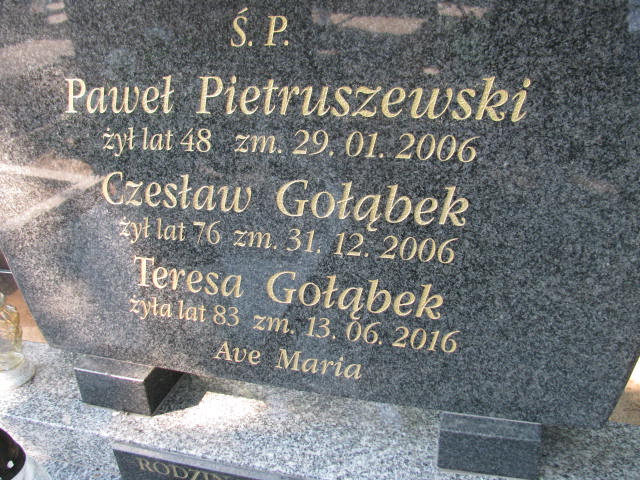 Ś. P.
Paweł Pietruszewski
żył lat 48 zm. 29. 01. 2006
Czesław Gołąbek
żył lat 76 zm. 31. 12. 2006
Teresa Gołąbek
żyła lat 83 zm. 13. 06. 2016
Ave Maria